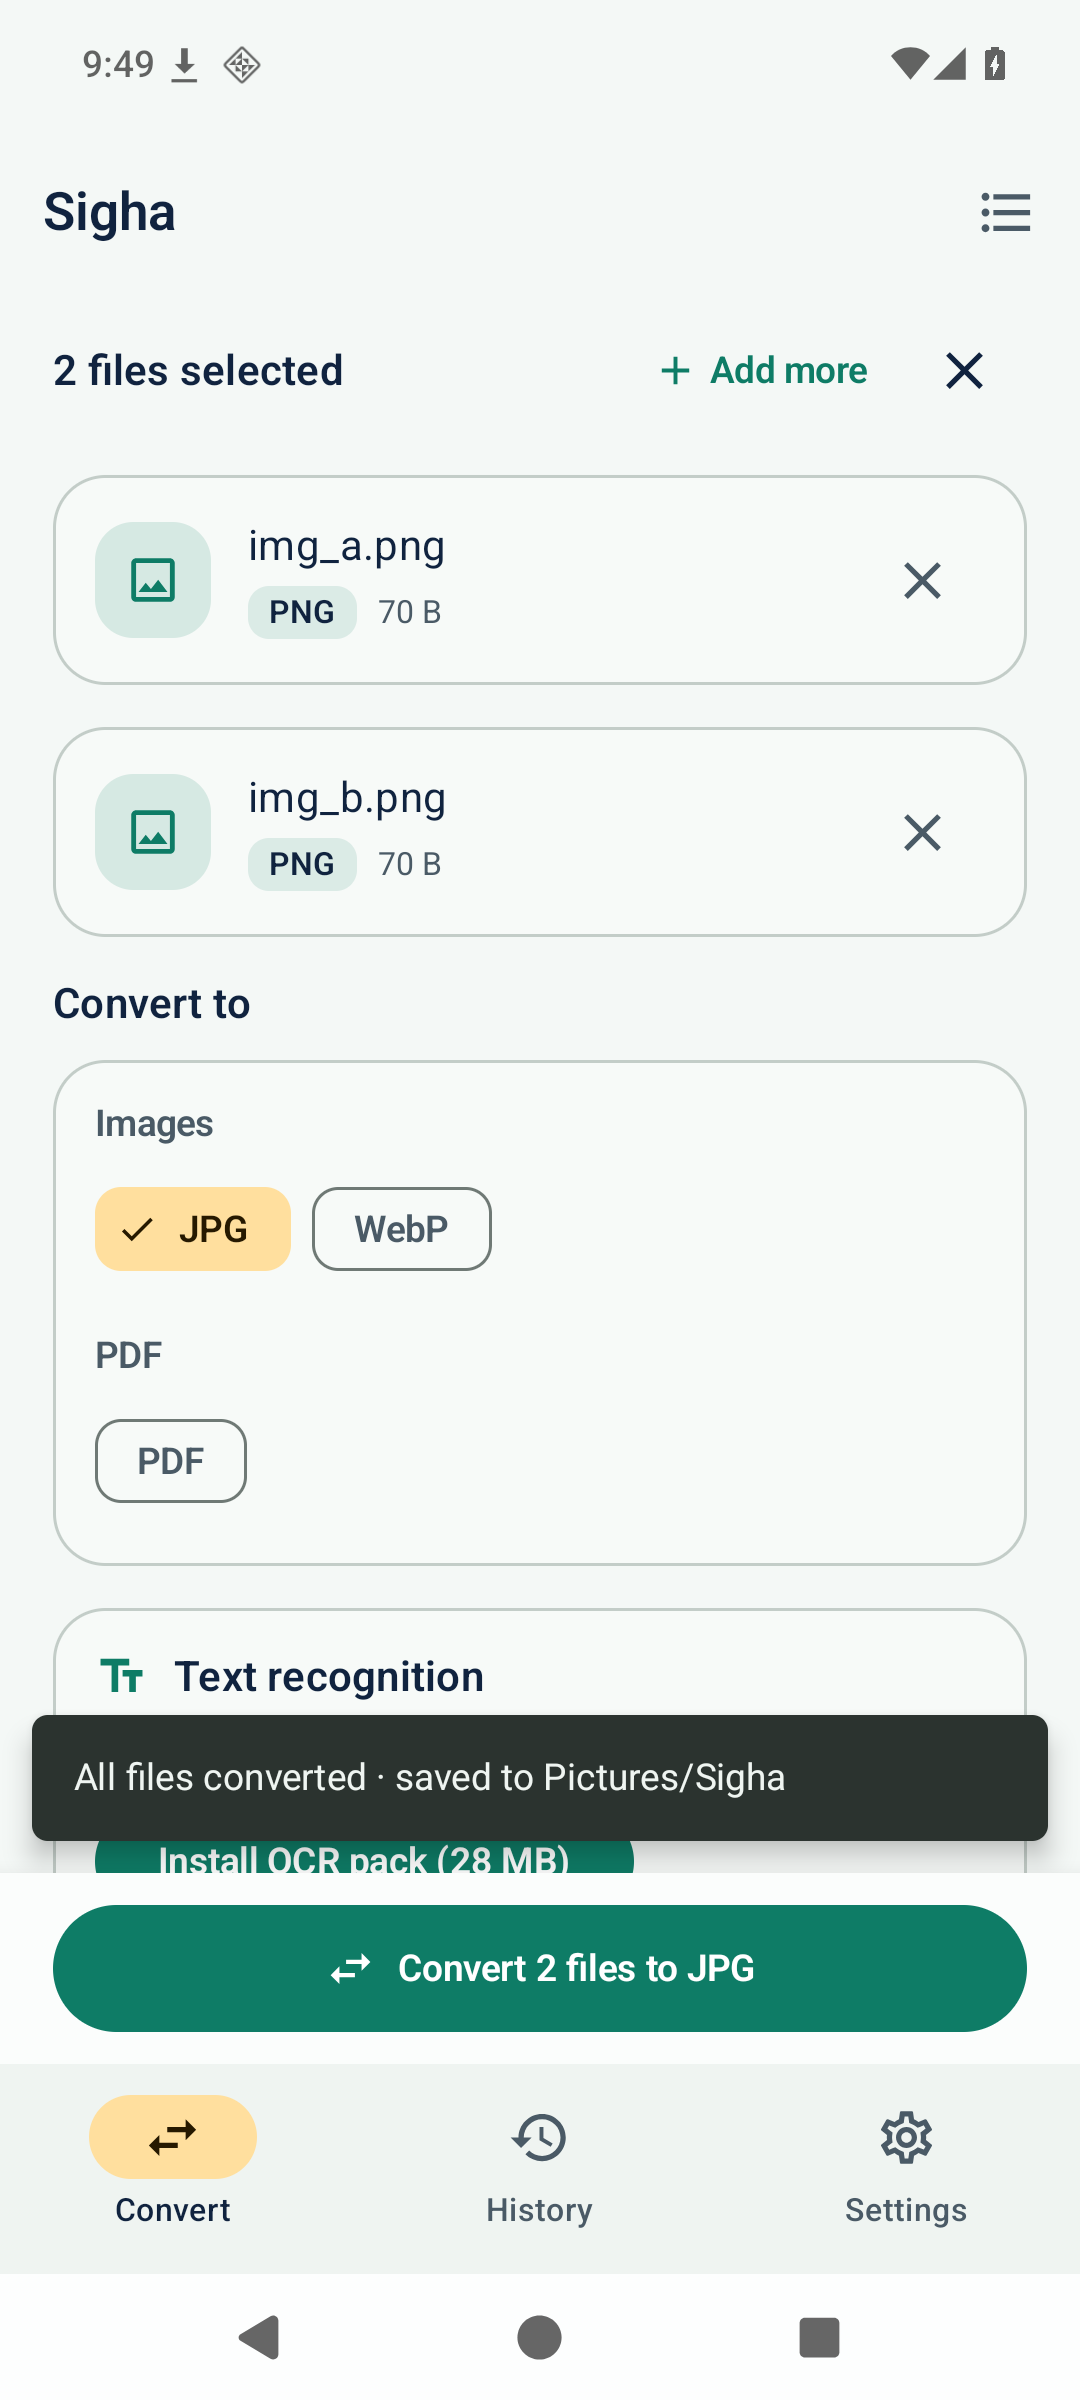 9:49
Sigha
2 files selected
Add more
img_a.png
PNG 70 B
img_b.png
PNG 70 B
Convert to
Images
JPG WebP
PDF
PDF
Text recognition
All files converted · saved to Pictures/Sigha
Install OCR pack (28 MB)
Convert 2 files to JPG
Convert History Settings